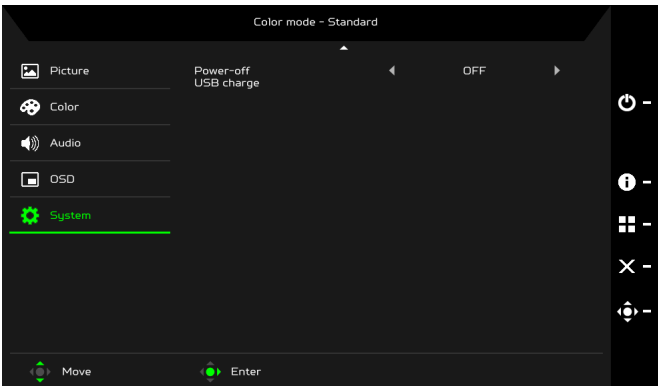 Color mode - Standard
Picture
Power-off
USB charge
OFF
Color
Audio
OSD
System
Move
Enter